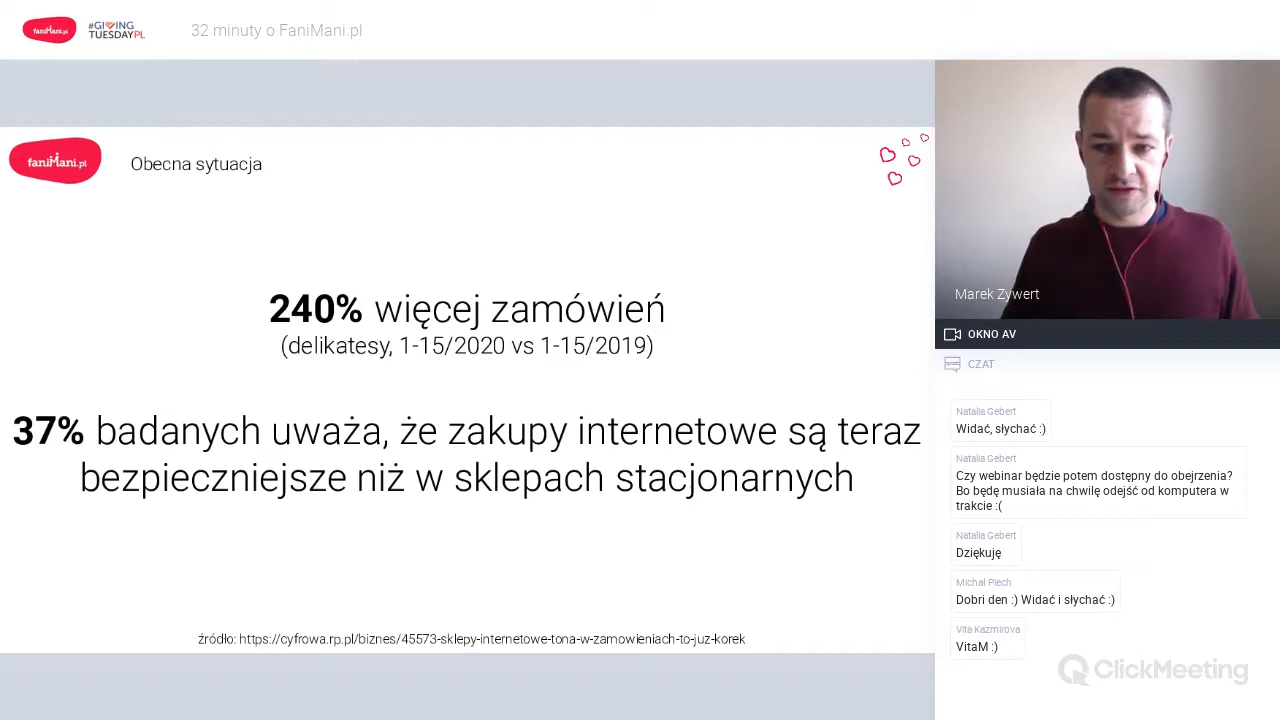 faniMani.pl
#GIVING
TUESDAYPL
32 minuty o FaniMani.pl
faniMani.pl
Obecna sytuacja
240% więcej zamówień
(delikatesy, 1-15/2020 vs 1-15/2019)
37% badanych uważa, że zakupy internetowe są teraz
bezpieczniejsze niż w sklepach stacjonarnych
źródło: https://cyfrowa.rp.pl/biznes/45573-sklepy-internetowe-tona-w-zamowieniach-to-juz-korek
Marek Zywert
OKNO AV
CZAT
Natalia Gebert
Widać, słychać :)
Natalia Gebert
Czy webinar będzie potem dostępny do obejrzenia?
Bo będę musiała na chwilę odejść od komputera w
trakcie :(
Natalia Gebert
Dziękuję
Michał Piech
Dobri den :) Widać i słychać :)
Vita Kazmirova
VitaM :)
ClickMeeting